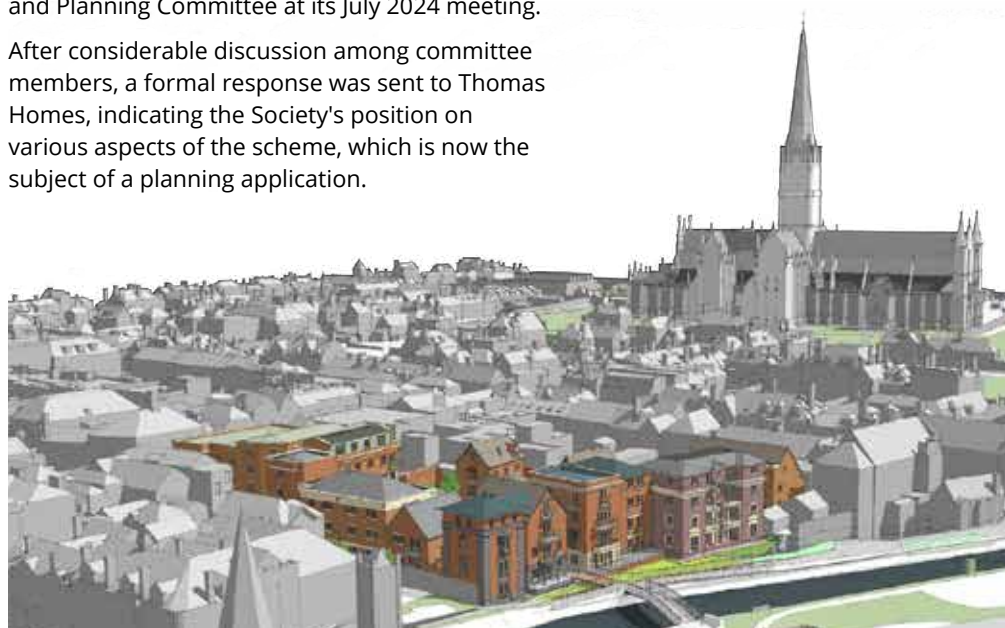 and Planning Committee at its July 2024 meeting.
After considerable discussion among committee
members, a formal response was sent to Thomas
Homes, indicating the Society's position on
various aspects of the scheme, which is now the
subject of a planning application.